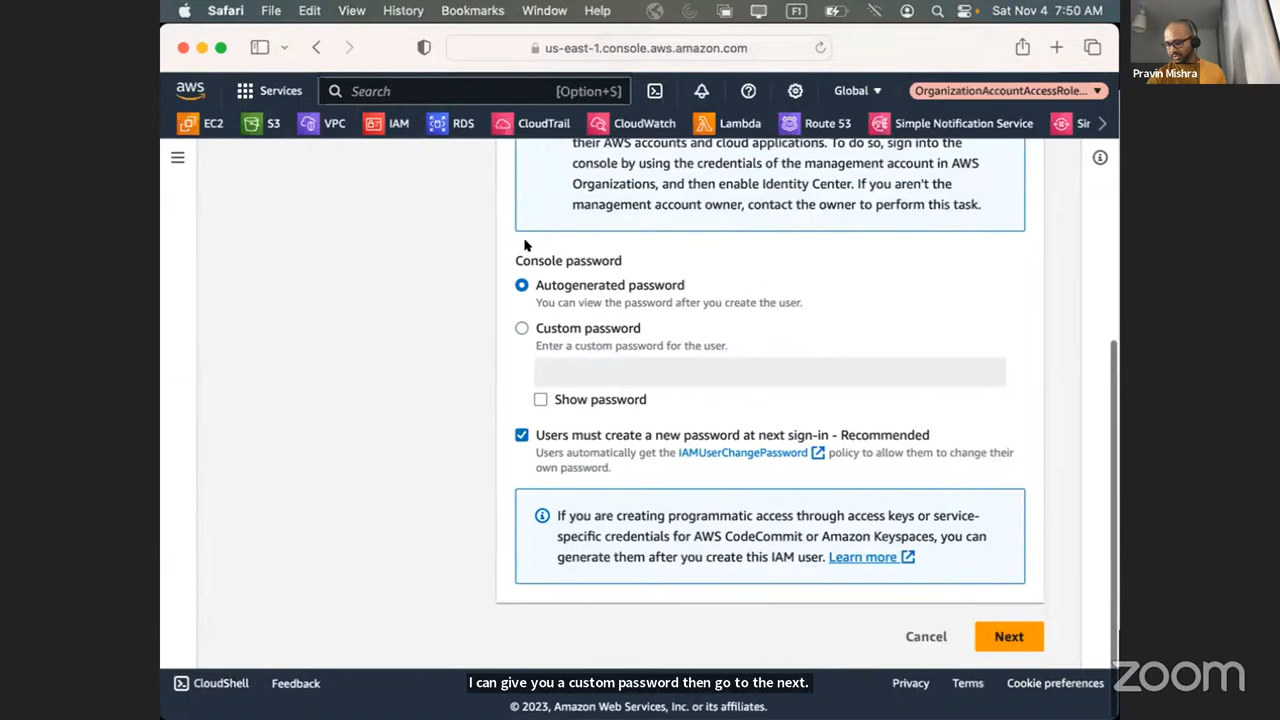 Safari File Edit View History Bookmarks Window Help Sat Nov 4 7:50 AM
us-east-1.console.aws.amazon.com
Pravin Mishra
aws Services Search [Option+S] Global OrganizationAccountAccessRole...
EC2 S3 VPC IAM RDS CloudTrail CloudWatch Lambda Route 53 Simple Notification Service Sir
their AWS accounts and cloud applications. To do so, sign into the
console by using the credentials of the management account in AWS
Organizations, and then enable Identity Center. If you aren't the
management account owner, contact the owner to perform this task.
Console password
Autogenerated password
You can view the password after you create the user.
Custom password
Enter a custom password for the user.
Show password
Users must create a new password at next sign-in - Recommended
Users automatically get the IAMUserChangePassword policy to allow them to change their
own password.
If you are creating programmatic access through access keys or service-
specific credentials for AWS CodeCommit or Amazon Keyspaces, you can
generate them after you create this IAM user. Learn more
Cancel Next
CloudShell Feedback I can give you a custom password then go to the next. Privacy Terms Cookie preferences
© 2023, Amazon Web Services, Inc. or its affiliates.
zoom